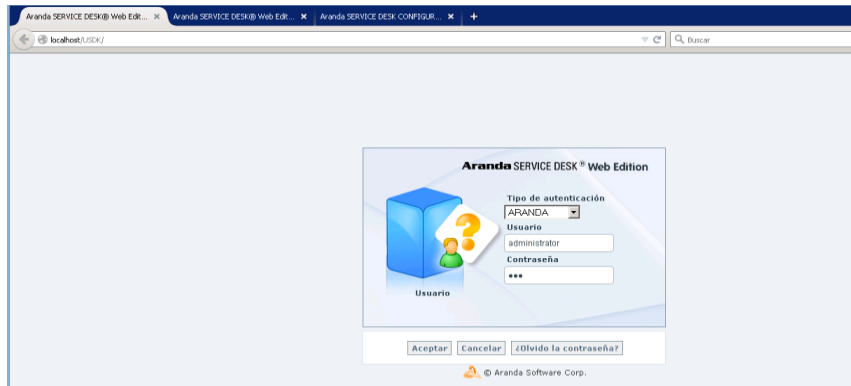 Aranda SERVICE DESK® Web Edit... Aranda SERVICE DESK® Web Edit... Aranda SERVICE DESK CONFIGUR...
localhost/USDK/ Buscar
Aranda SERVICE DESK ® Web Edition
Tipo de autenticación
ARANDA
Usuario
administrator
Contraseña
•••
Usuario
Aceptar Cancelar ¿Olvido la contraseña?
© Aranda Software Corp.